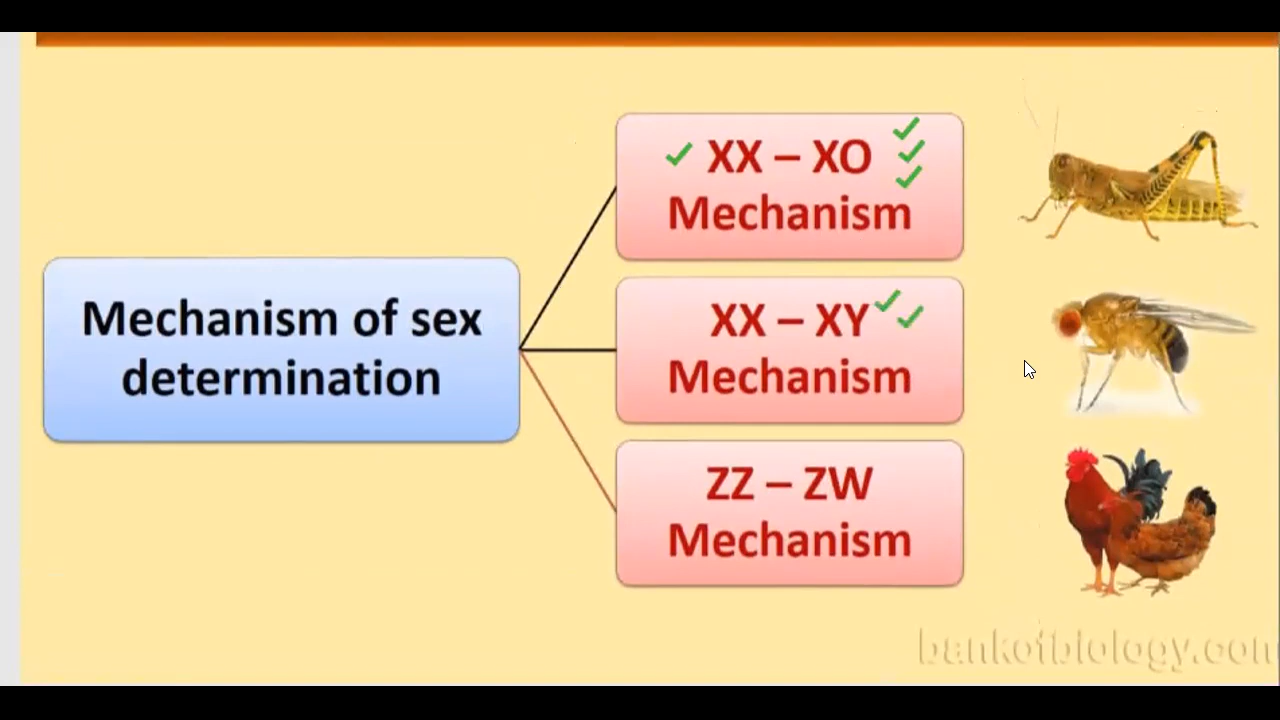 Mechanism of sex
determination
XX – XO
Mechanism
XX – XY
Mechanism
ZZ – ZW
Mechanism
bankofbiology.com